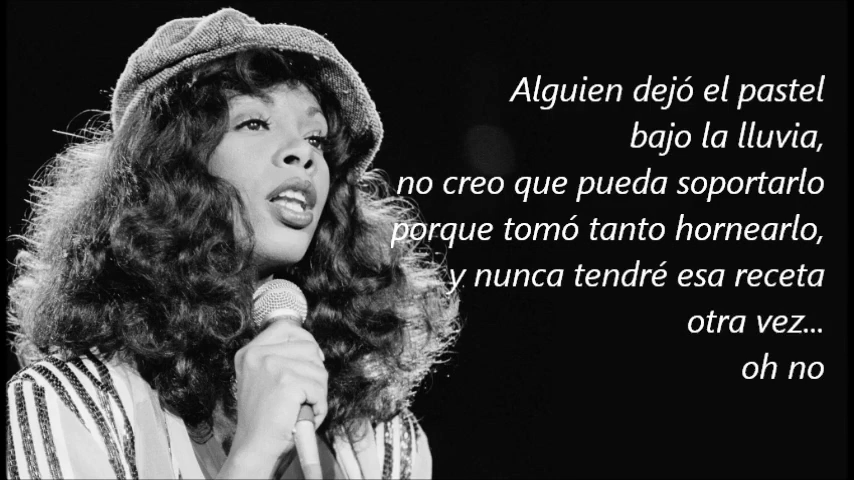 Alguien dejó el pastel
bajo la lluvia,
no creo que pueda soportarlo
porque tomó tanto hornearlo,
y nunca tendré esa receta
otra vez...
oh no